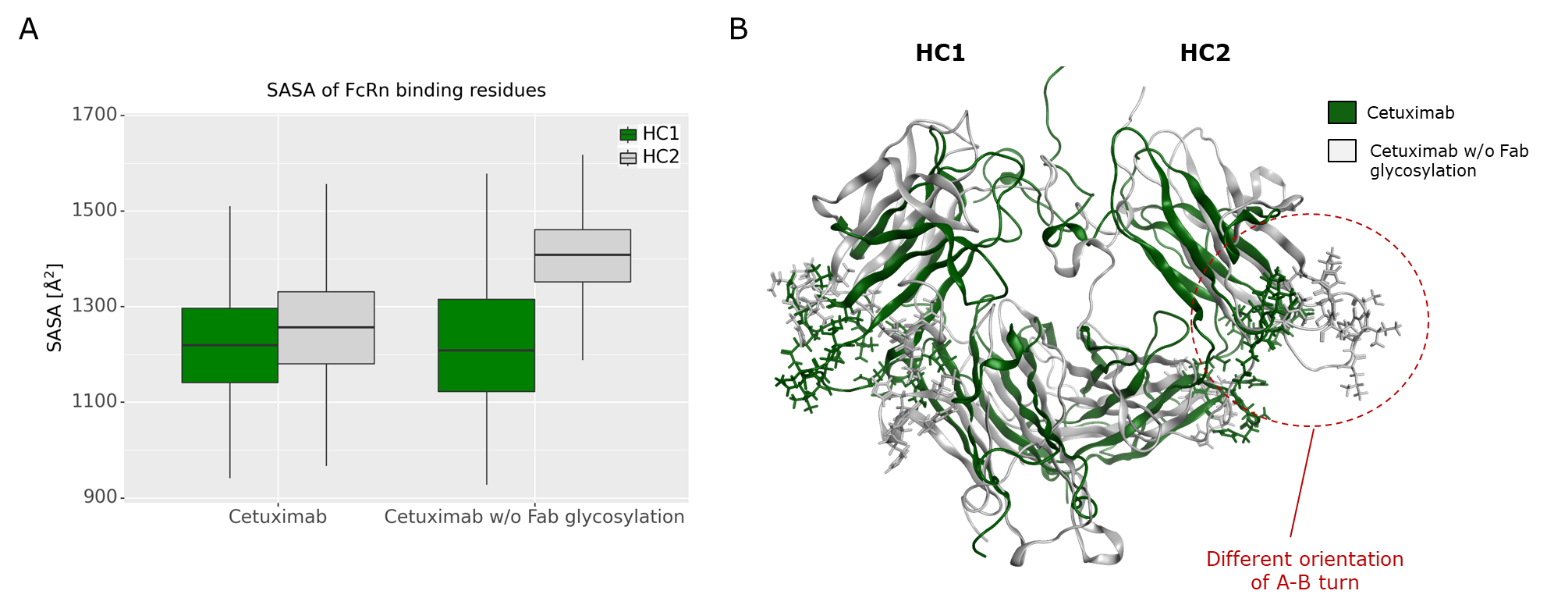 A
SASA of FcRn binding residues
SASA [Å²]
1700
1500
1300
1100
900
HC1
HC2
Cetuximab
Cetuximab w/o Fab glycosylation
B
HC1
HC2
Cetuximab
Cetuximab w/o Fab
glycosylation
Different orientation
of A-B turn